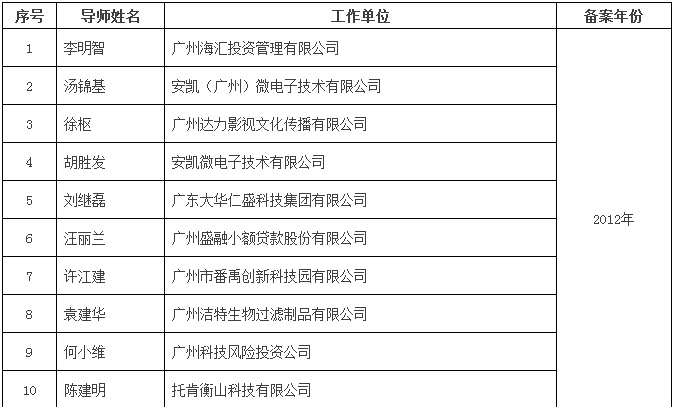 序号 导师姓名 工作单位 备案年份
1 李明智 广州海汇投资管理有限公司
2 汤锦基 安凯（广州）微电子技术有限公司
3 徐枢 广州达力影视文化传播有限公司
4 胡胜发 安凯微电子技术有限公司
5 刘继磊 广东大华仁盛科技集团有限公司
2012年
6 汪丽兰 广州盛融小额贷款股份有限公司
7 许江建 广州市番禹创新科技园有限公司
8 袁建华 广州洁特生物过滤制品有限公司
9 何小维 广州科技风险投资公司
10 陈建明 托肯衡山科技有限公司